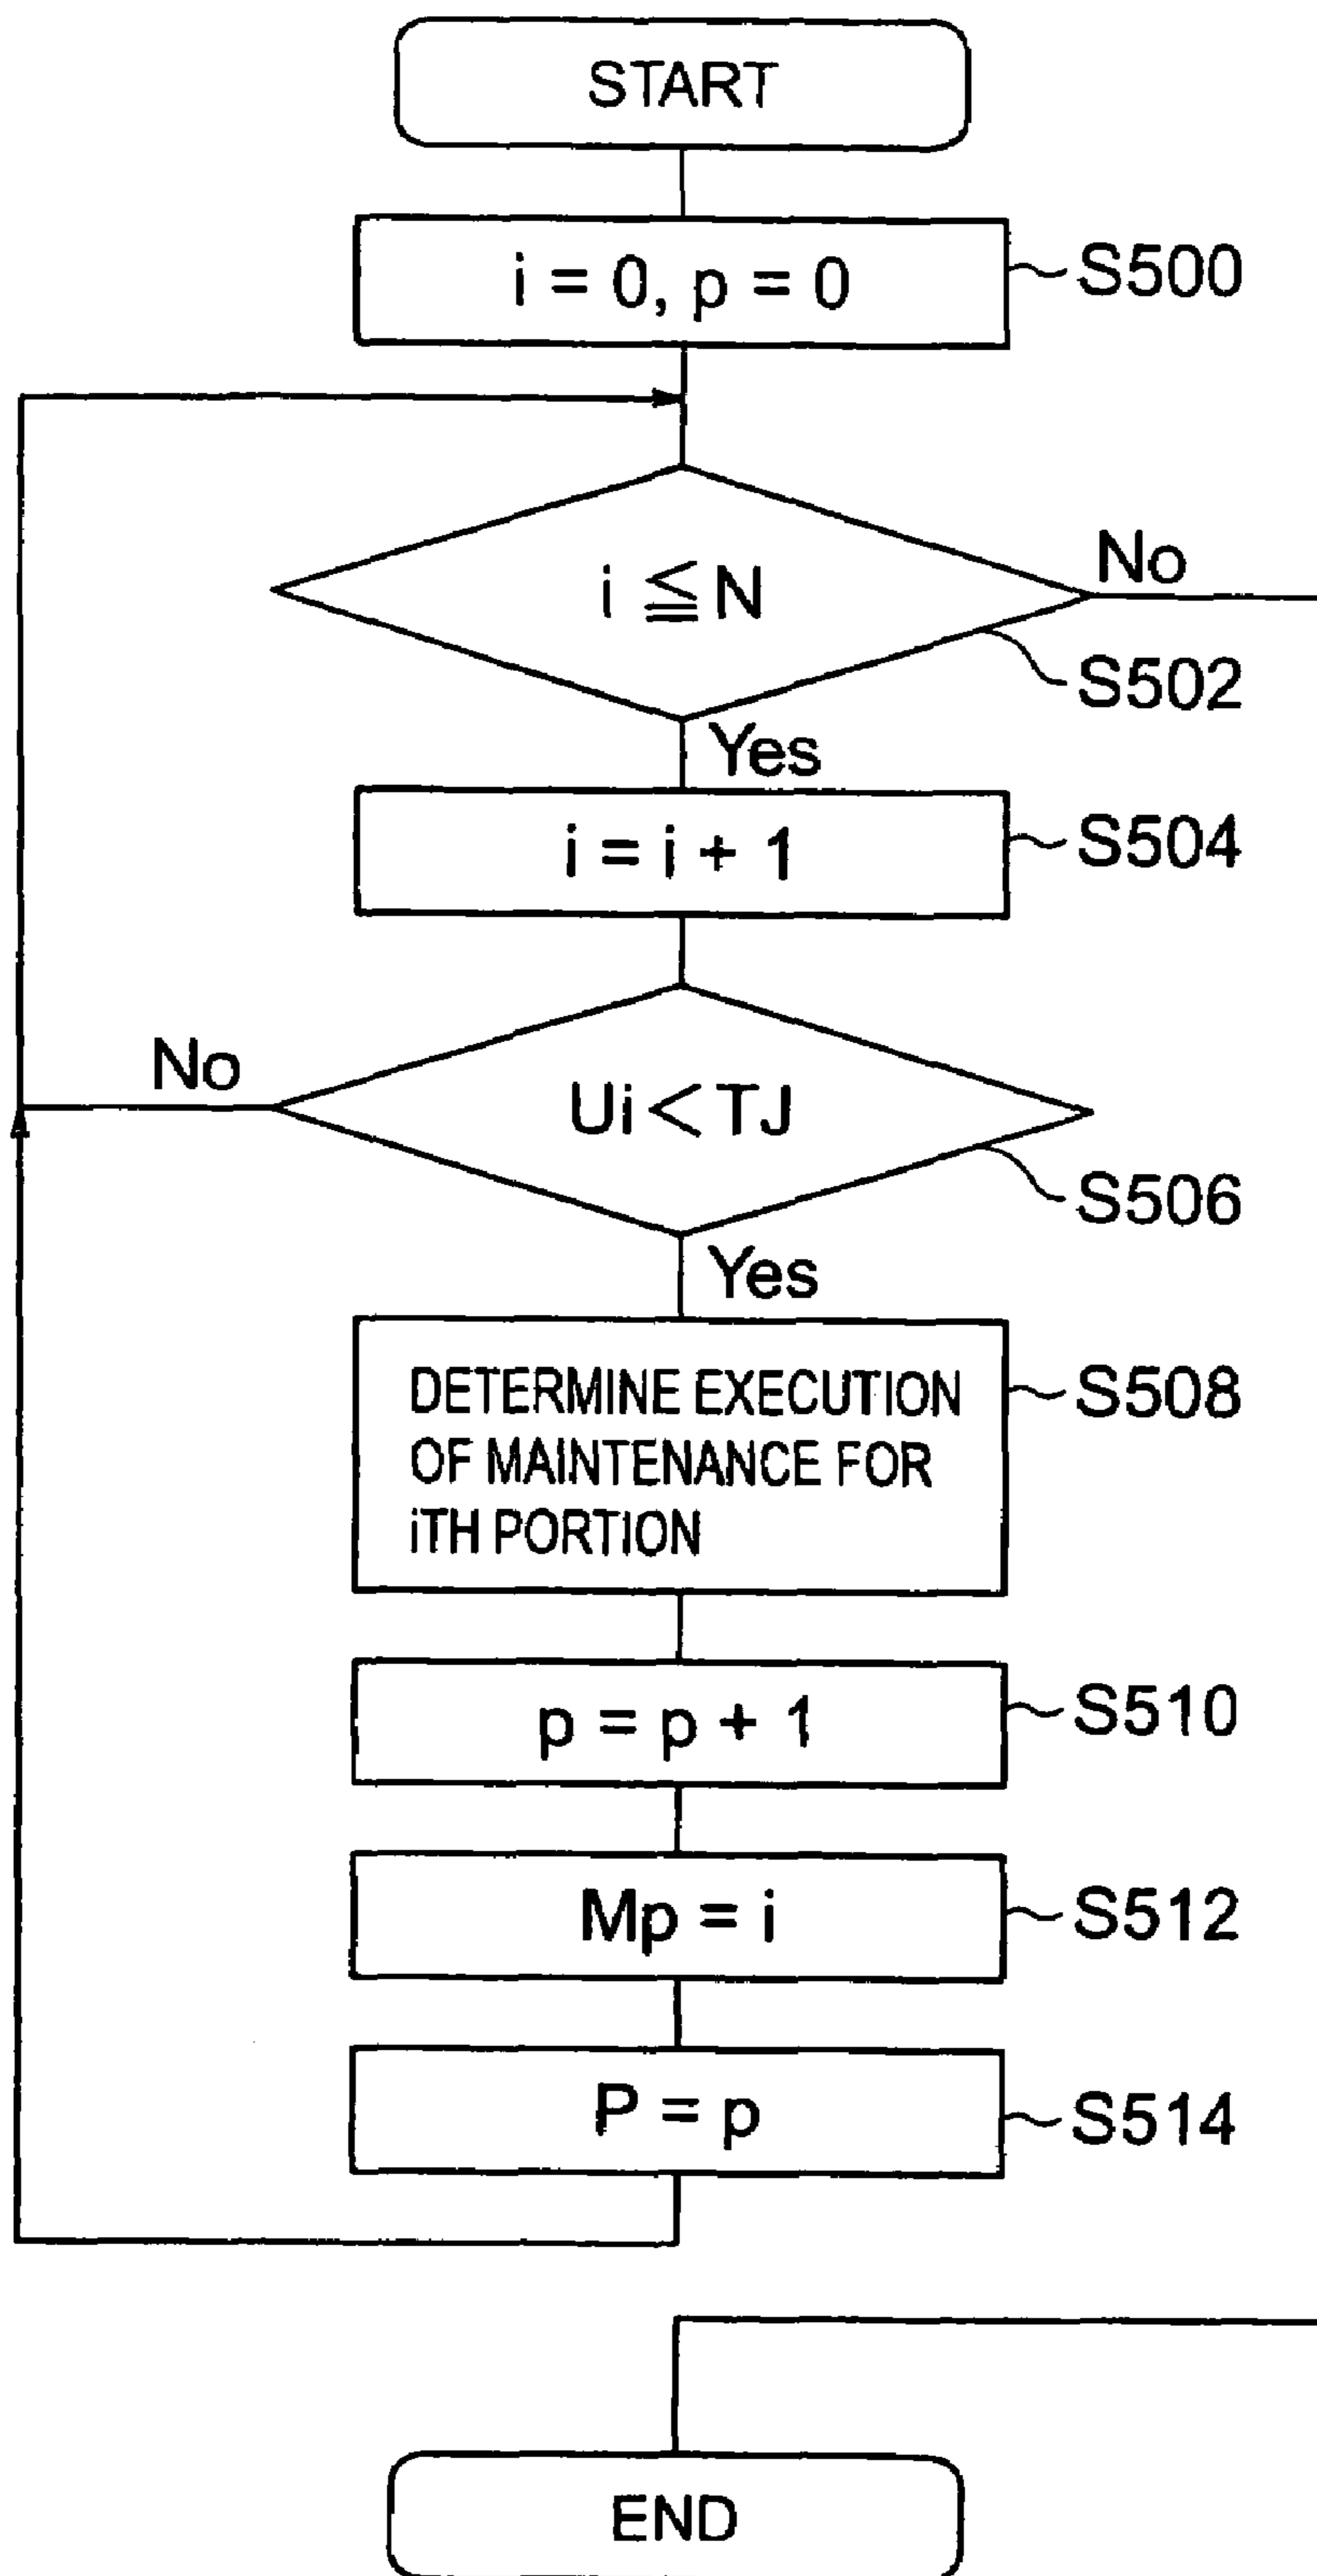 START
i = 0, p = 0
S500
i ≦ N
No
S502
Yes
i = i + 1
S504
No
Ui < TJ
S506
Yes
DETERMINE EXECUTION
OF MAINTENANCE FOR
iTH PORTION
S508
p = p + 1
S510
Mp = i
S512
P = p
S514
END